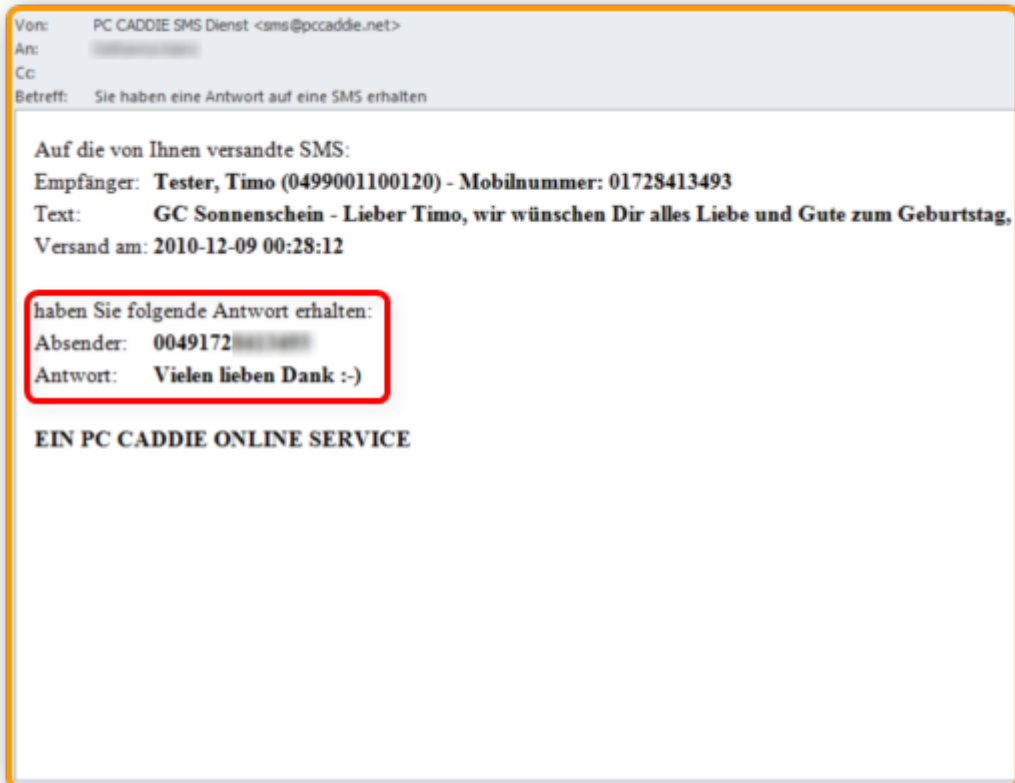 Von: PC CADDIE SMS Dienst <sms@pccaddie.net>
An:
Cc:
Betreff: Sie haben eine Antwort auf eine SMS erhalten
Auf die von Ihnen versandte SMS:
Empfänger: Tester, Timo (0499001100120) - Mobilnummer: 01728413493
Text: GC Sonnenschein - Lieber Timo, wir wünschen Dir alles Liebe und Gute zum Geburtstag,
Versand am: 2010-12-09 00:28:12
haben Sie folgende Antwort erhalten:
Absender: 0049172
Antwort: Vielen lieben Dank :-)
EIN PC CADDIE ONLINE SERVICE